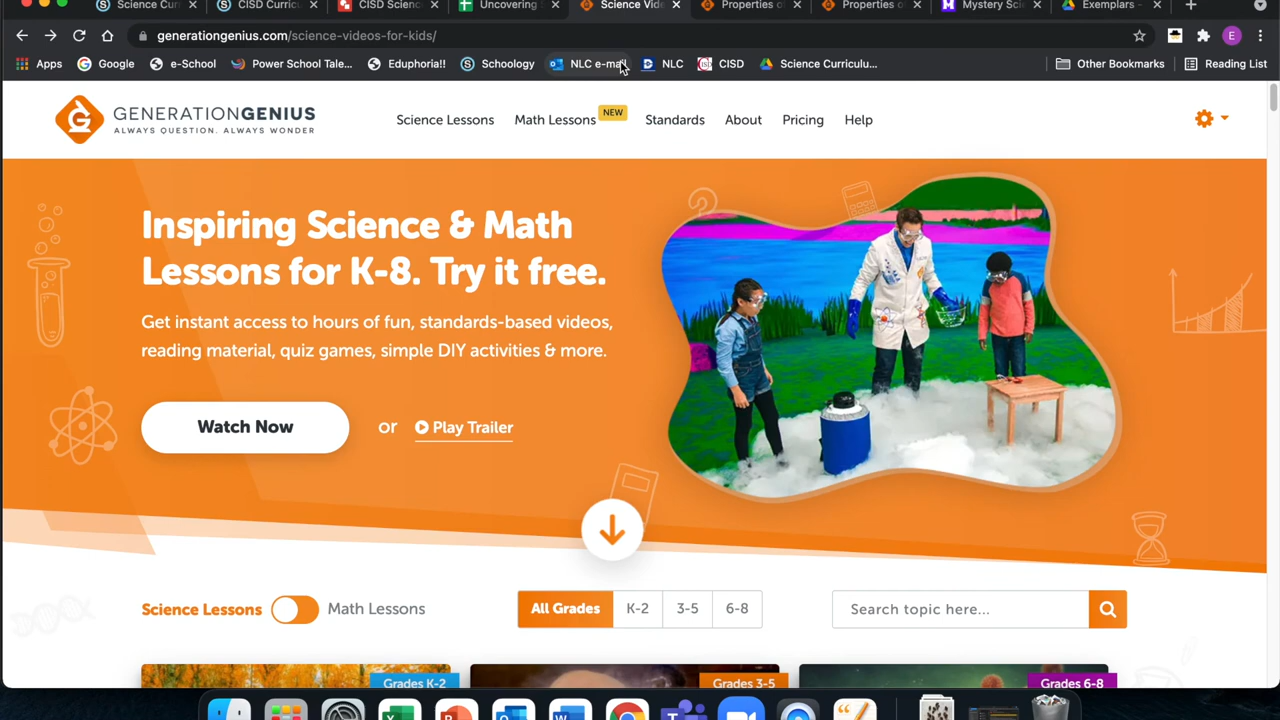 Science Cur
CISD Curricu
CISD Scienc
Uncovering
Science Vide
Properties o
Properties o
Mystery Scie
Exemplars -
generationgenius.com/science-videos-for-kids/
E
Apps
Google
e-School
Power School Tale...
Eduphoria!!
Schoology
NLC e-mail
NLC
CISD
Science Curriculu...
Other Bookmarks
Reading List
GENERATIONGENIUS
ALWAYS QUESTION. ALWAYS WONDER
Science Lessons
Math Lessons
NEW
Standards
About
Pricing
Help
Inspiring Science & Math
Lessons for K-8. Try it free.
Get instant access to hours of fun, standards-based videos,
reading material, quiz games, simple DIY activities & more.
Watch Now
or
Play Trailer
Science Lessons
Math Lessons
All Grades
K-2
3-5
6-8
Search topic here...
Grades K-2
Grades 3-5
Grades 6-8